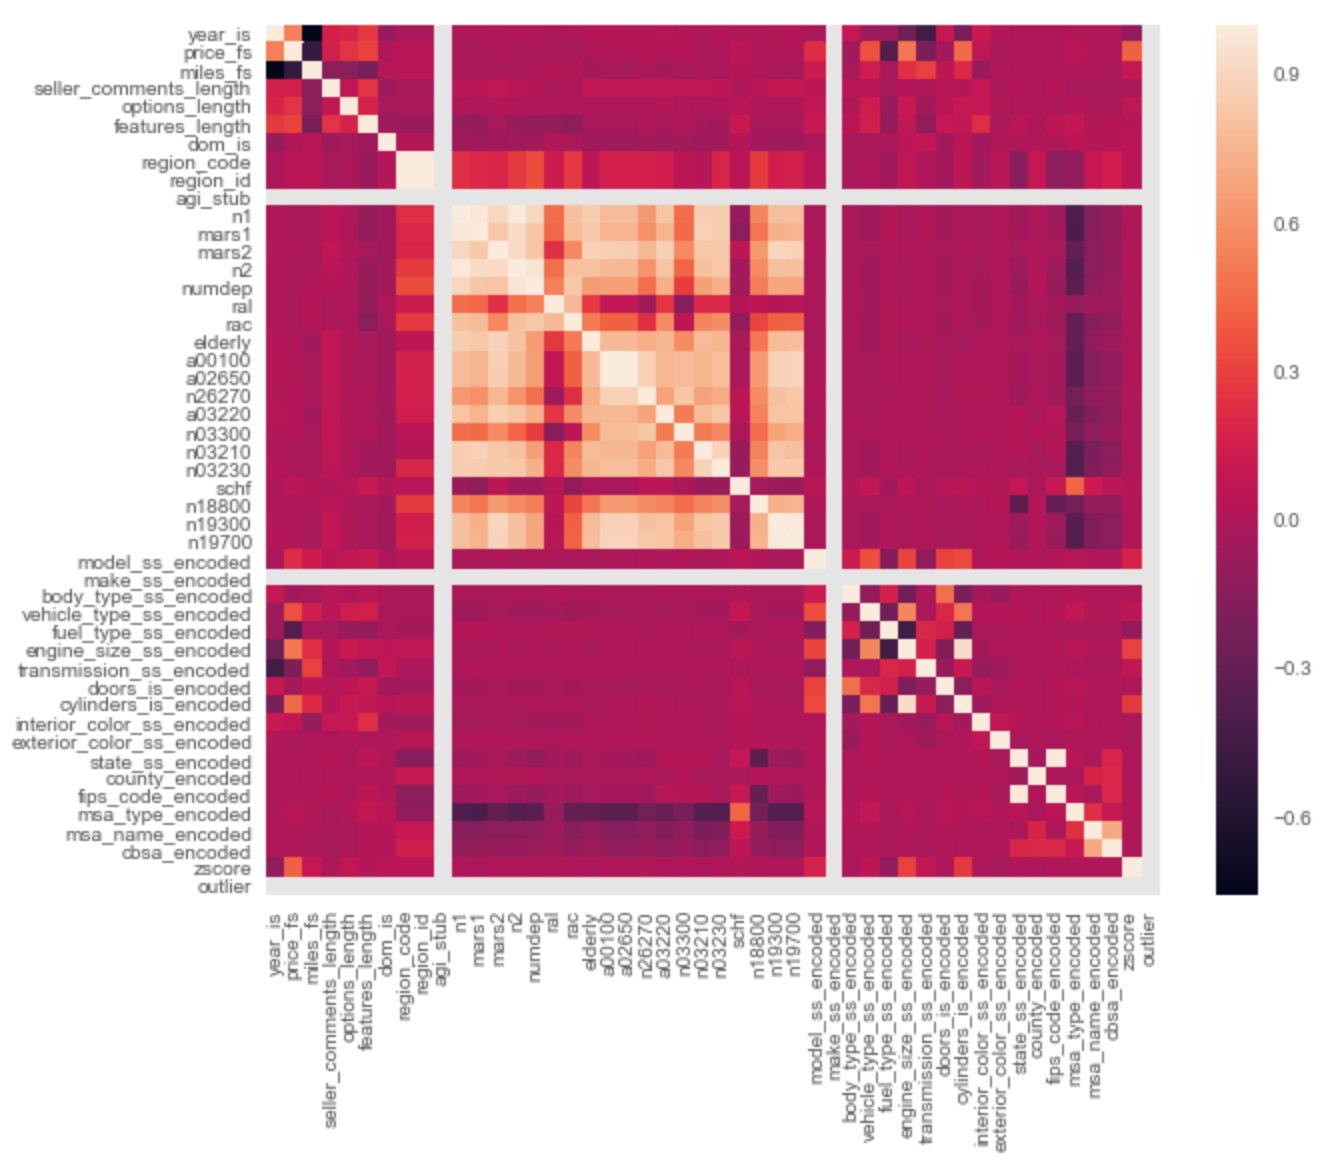 year_is
price_fs
miles_fs
seller_comments_length
options_length
features_length
dom_is
region_code
region_id
agi_stub
n1
mars1
mars2
n2
numdep
ral
rac
elderly
a00100
a02650
n26270
a03220
n03300
n03210
n03230
schf
n18800
n19300
n19700
model_ss_encoded
make_ss_encoded
body_type_ss_encoded
vehicle_type_ss_encoded
fuel_type_ss_encoded
engine_size_ss_encoded
transmission_ss_encoded
doors_is_encoded
cylinders_is_encoded
interior_color_ss_encoded
exterior_color_ss_encoded
state_ss_encoded
county_encoded
fips_code_encoded
msa_type_encoded
msa_name_encoded
cbsa_encoded
zscore
outlier
year_is
price_fs
miles_fs
seller_comments_length
options_length
features_length
dom_is
region_code
region_id
agi_stub
n1
mars1
mars2
n2
numdep
ral
rac
elderly
a00100
a02650
n26270
a03220
n03300
n03210
n03230
schf
n18800
n19300
n19700
model_ss_encoded
make_ss_encoded
body_type_ss_encoded
vehicle_type_ss_encoded
fuel_type_ss_encoded
engine_size_ss_encoded
transmission_ss_encoded
doors_is_encoded
cylinders_is_encoded
interior_color_ss_encoded
exterior_color_ss_encoded
state_ss_encoded
county_encoded
fips_code_encoded
msa_type_encoded
msa_name_encoded
cbsa_encoded
zscore
outlier
0.9
0.6
0.3
0.0
−0.3
−0.6